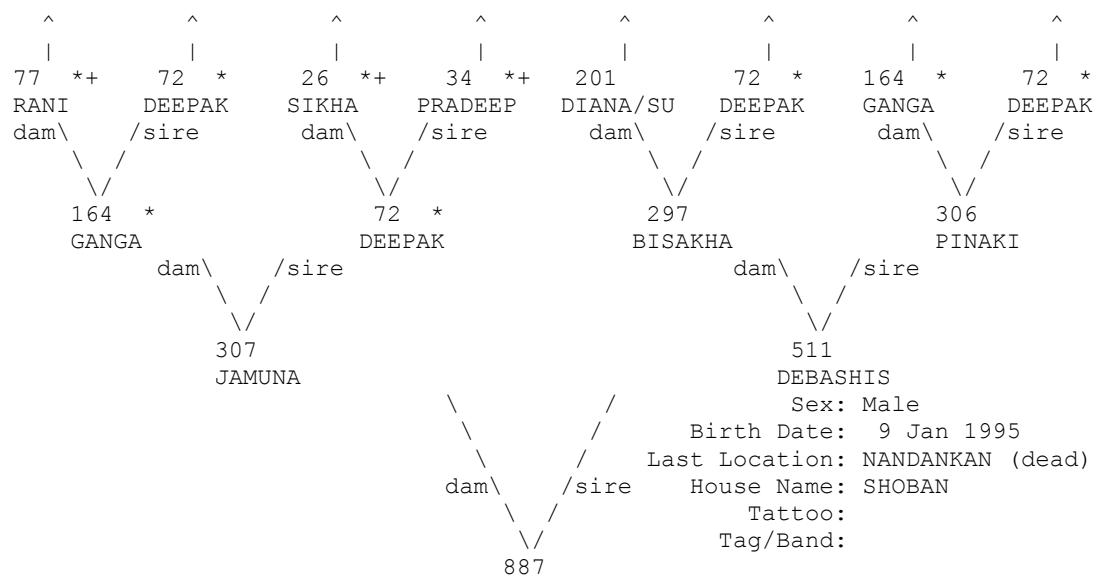 ^ ^ ^ ^ ^ ^ ^ ^
| | | | | | | |
77 *+ 72 * 26 *+ 34 *+ 201 72 * 164 * 72 *
RANI DEEPAK SIKHA PRADEEP DIANA/SU DEEPAK GANGA DEEPAK
dam\ /sire dam\ /sire dam\ /sire dam\ /sire
\ / \ / \ / \ /
\/ \/ \/ \/
164 * 72 * 297 306
GANGA DEEPAK BISAKHA PINAKI
dam\ /sire dam\ /sire
\ / \ /
\/ \/
307 511
JAMUNA DEBASHIS
\ / Sex: Male
\ / Birth Date: 9 Jan 1995
\ / Last Location: NANDANKAN (dead)
dam\ /sire House Name: SHOBAN
\ / Tattoo:
\/ Tag/Band:
887